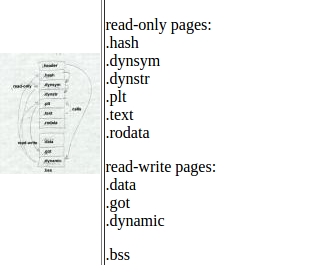 header
.hash
.dynsym
.dynstr
.plt
.text
.rodata
read-only
calls
read-write
.data
.got
.dynamic
.bss
read-only pages:
.hash
.dynsym
.dynstr
.plt
.text
.rodata
read-write pages:
.data
.got
.dynamic
.bss